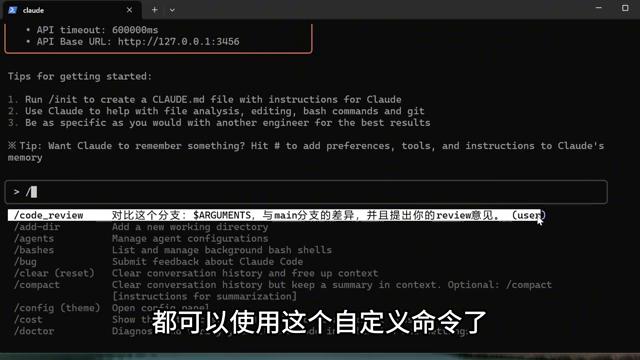 claude
• API timeout: 600000ms
• API Base URL: http://127.0.0.1:3456
Tips for getting started:
1. Run /init to create a CLAUDE.md file with instructions for Claude
2. Use Claude to help with file analysis, editing, bash commands and git
3. Be as specific as you would with another engineer for the best results
※ Tip: Want Claude to remember something? Hit # to add preferences, tools, and instructions to Claude's
memory
> /
/code_review 对比这个分支: $ARGUMENTS, 与main分支的差异, 并且提出你的review意见。 (user)
/add-dir Add a new working directory
/agents Manage agent configurations
/bashes List and manage background bash shells
/bug Submit feedback about Claude Code
/clear (reset) Clear conversation history and free up context
/compact Clear conversation history but keep a summary in context. Optional: /compact
[instructions for summarization]
/config (theme) Open config panel
/cost Show the
/doctor
都可以使用这个自定义命令了